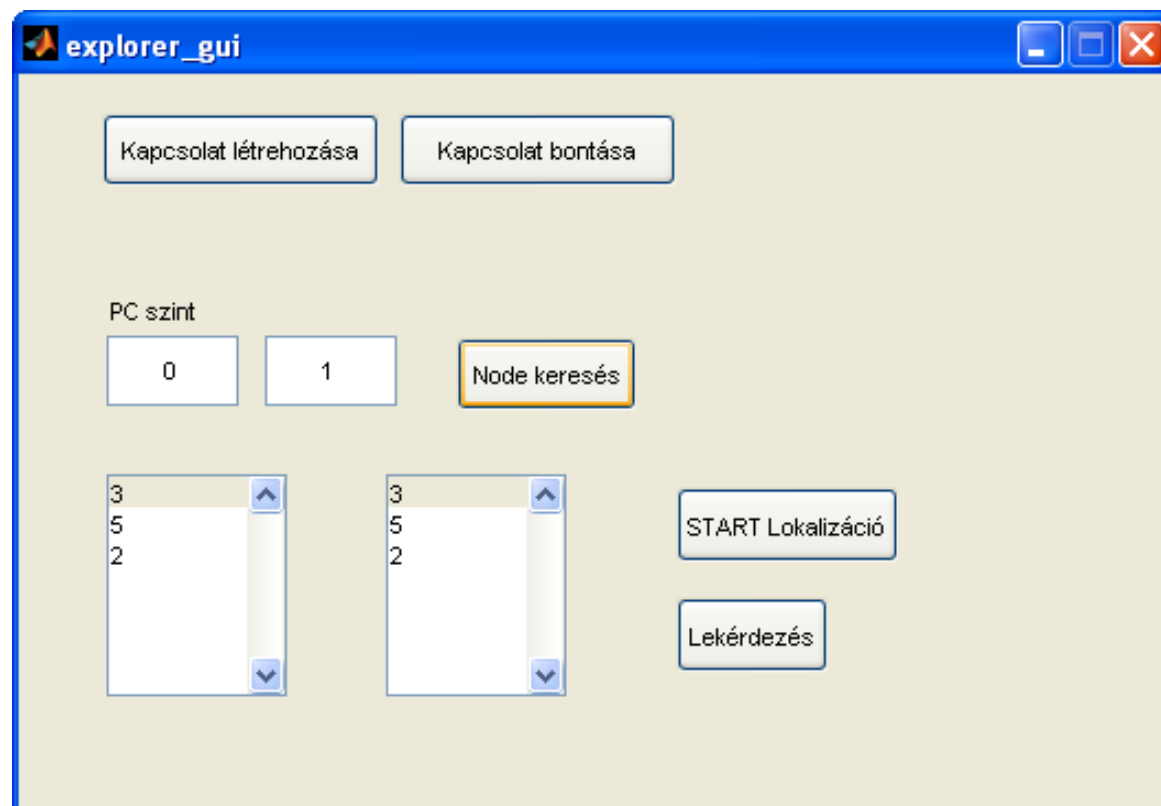 explorer_gui
Kapcsolat létrehozása
Kapcsolat bontása
PC szint
0
1
Node keresés
3
5
2
3
5
2
START Lokalizáció
Lekérdezés